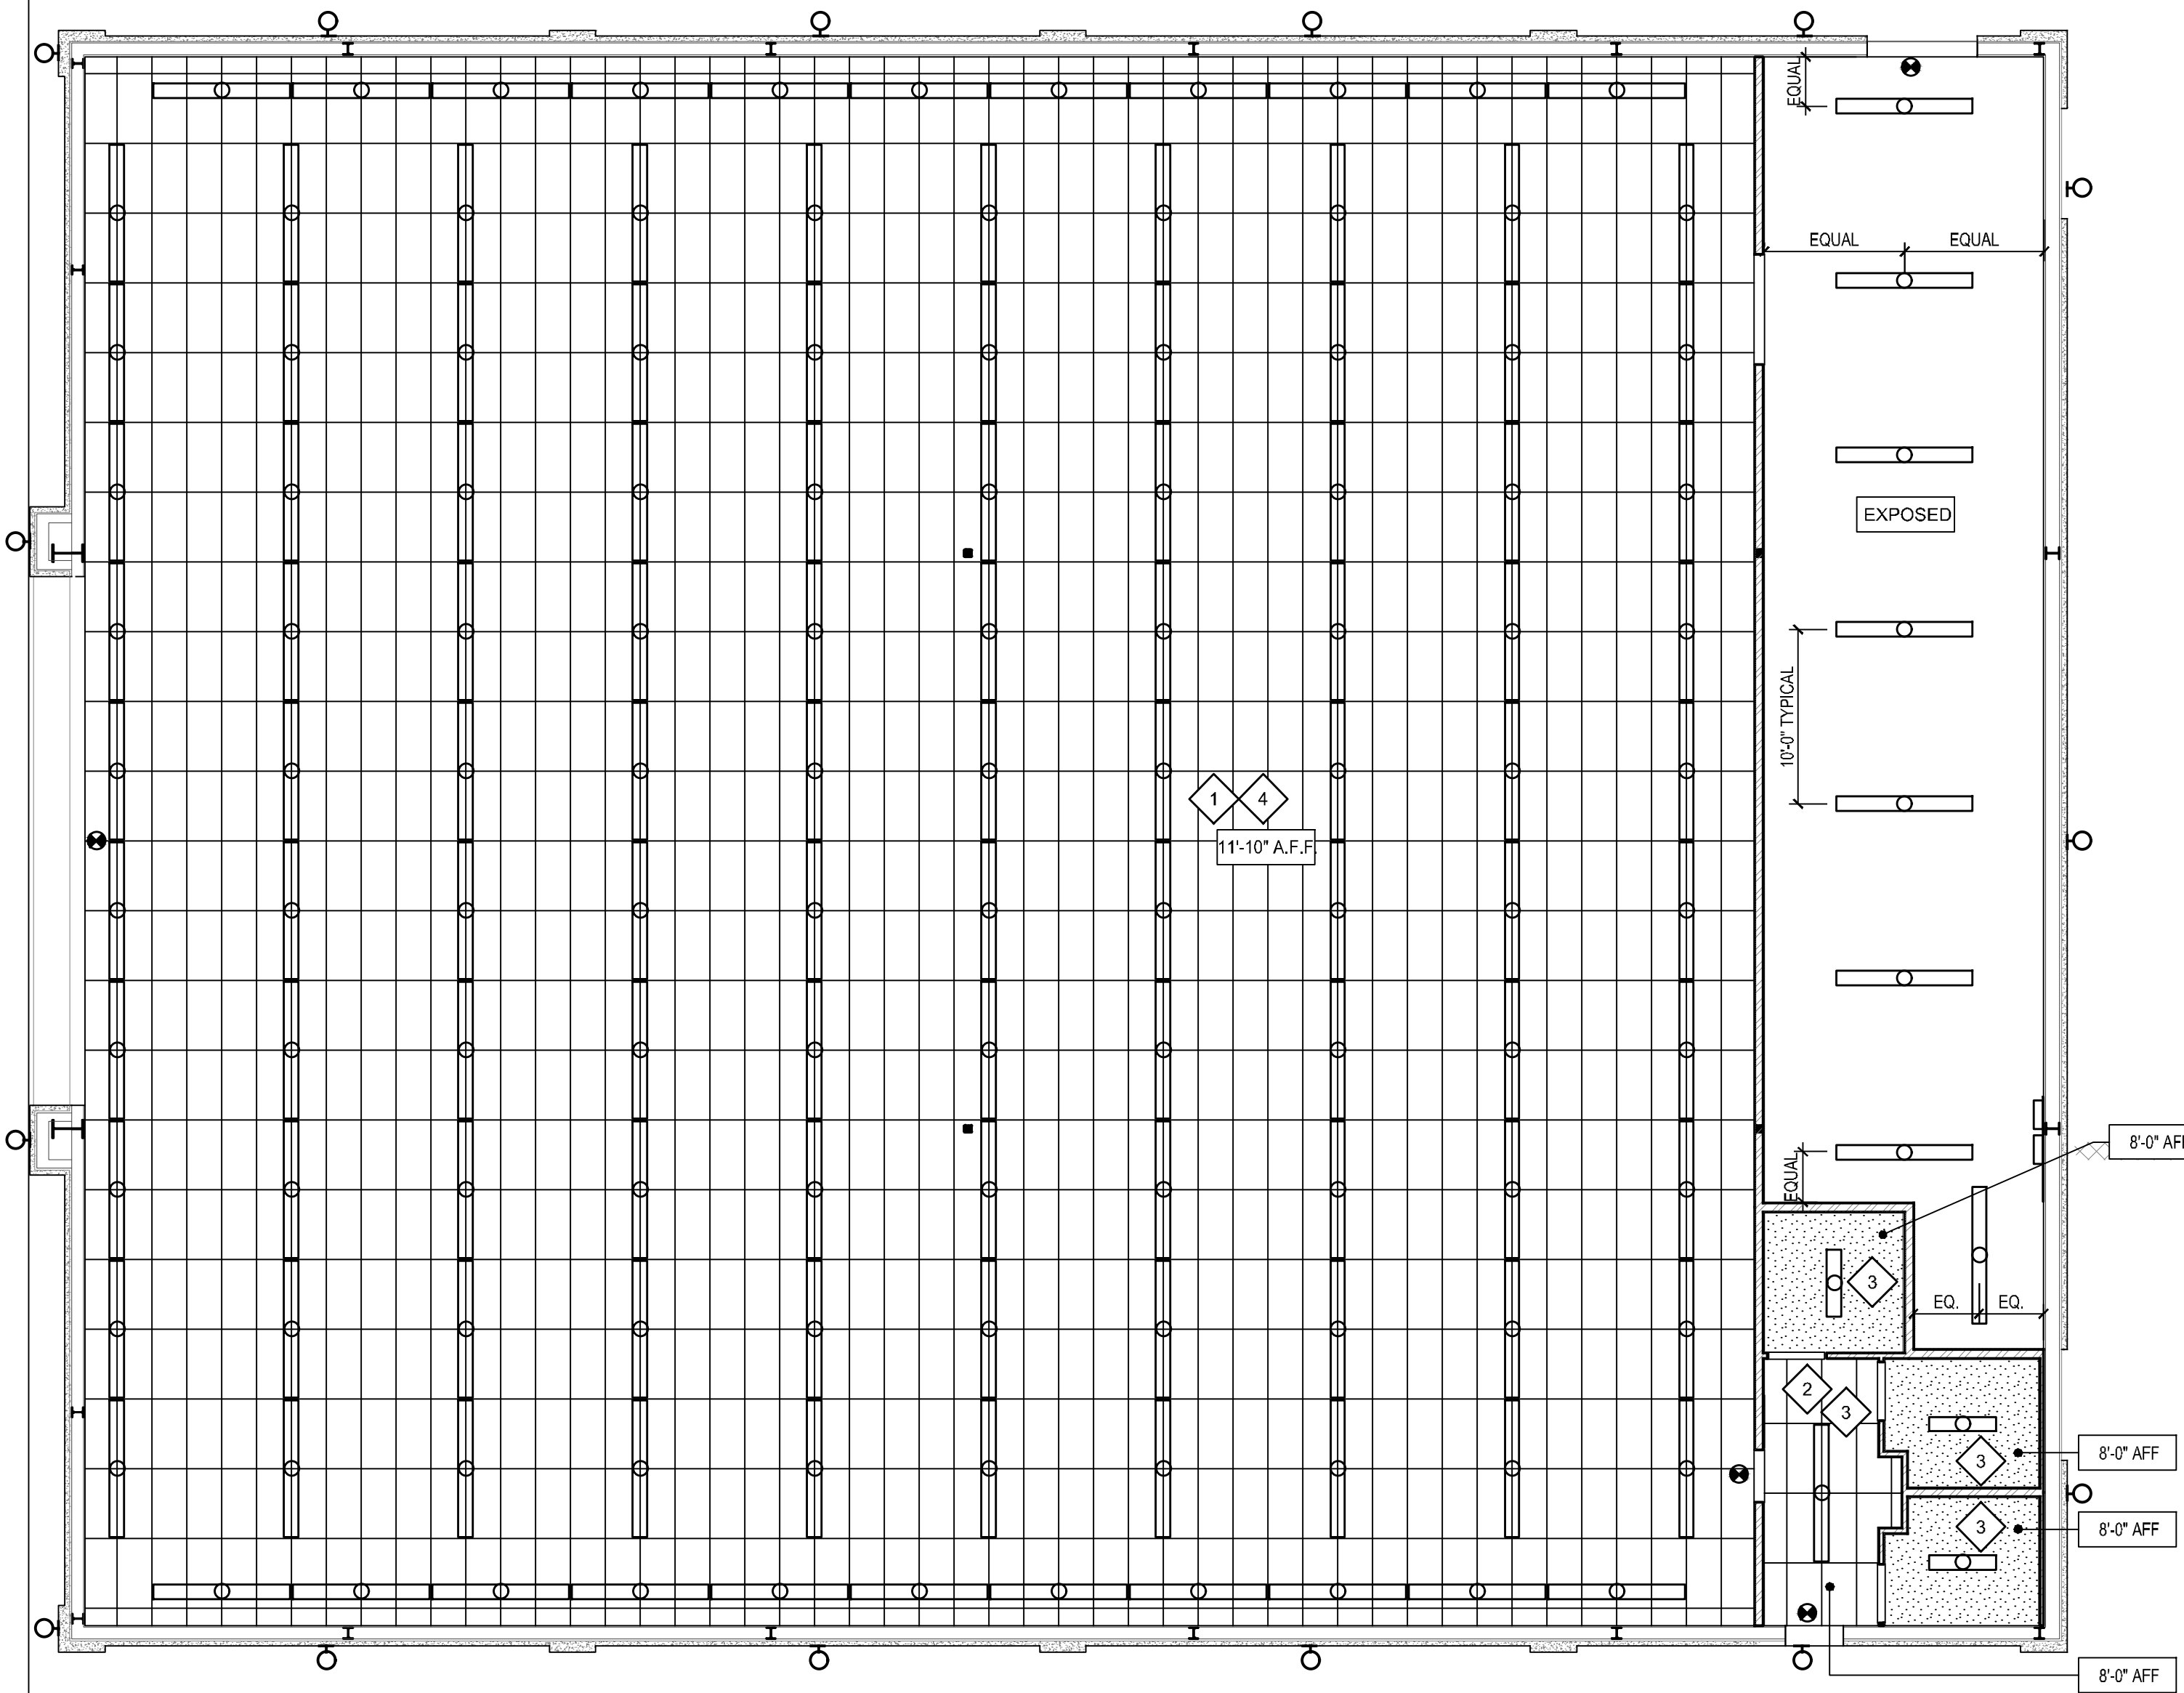 EQUAL
EQUAL
EQUAL
EXPOSED
10'-0" TYPICAL
1
4
11'-10" A.F.F.
8'-0" AF
EQUAL
3
EQ.
EQ.
2
3
3
8'-0" AFF
3
8'-0" AFF
8'-0" AFF